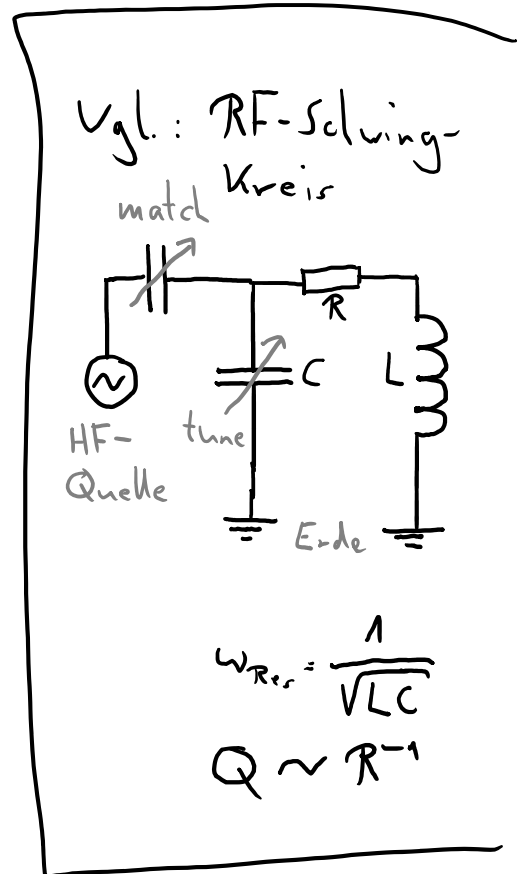 Vgl.: RF-Schwing-
Kreis
match
R
C
L
tune
HF-
Quelle
Erde
ω_Res = 1/√(LC)
Q ~ R⁻¹